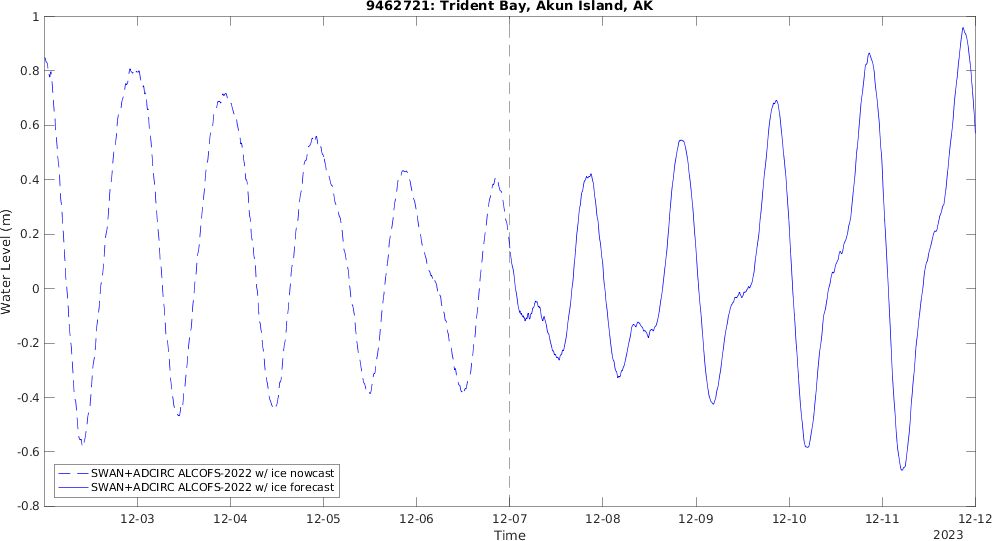 9462721: Trident Bay, Akun Island, AK
1
0.8
0.6
0.4
0.2
0
-0.2
-0.4
-0.6
-0.8
Water Level (m)
SWAN+ADCIRC ALCOFS-2022 w/ ice nowcast
SWAN+ADCIRC ALCOFS-2022 w/ ice forecast
12-03 12-04 12-05 12-06 12-07 12-08 12-09 12-10 12-11 12-12
Time
2023